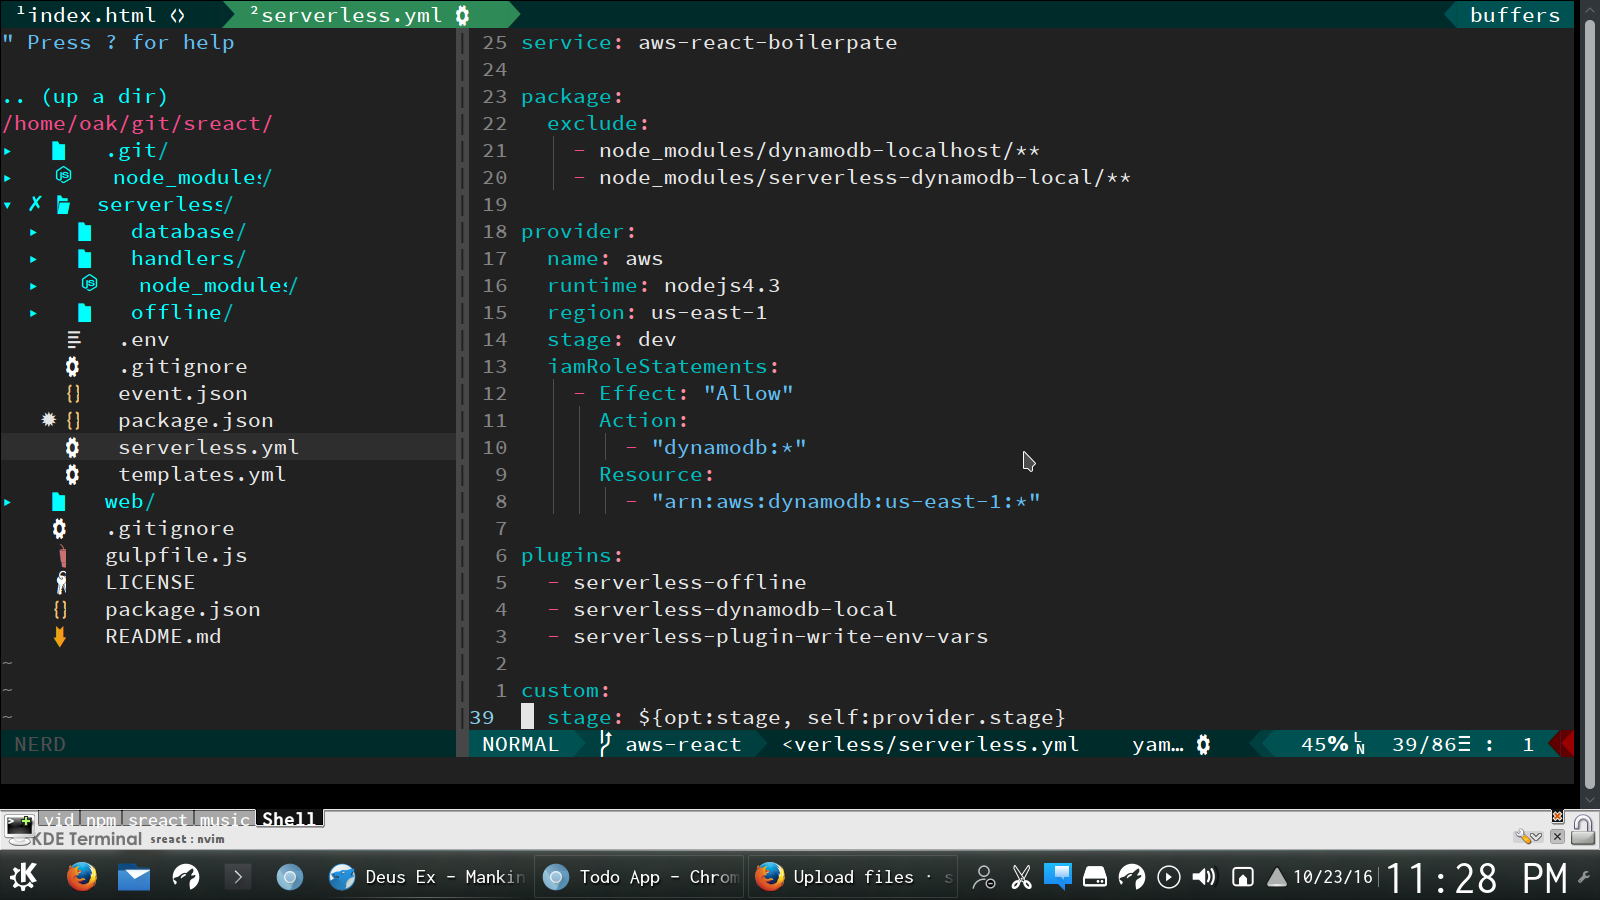 1index.html <>
2serverless.yml
buffers
" Press ? for help
.. (up a dir)
/home/oak/git/sreact/
.git/
node_modules/
serverless/
database/
handlers/
node_modules/
offline/
.env
.gitignore
event.json
package.json
serverless.yml
templates.yml
web/
.gitignore
gulpfile.js
LICENSE
package.json
README.md
~
~
~
NERD
25 service: aws-react-boilerpate
24
23 package:
22 exclude:
21 - node_modules/dynamodb-localhost/**
20 - node_modules/serverless-dynamodb-local/**
19
18 provider:
17 name: aws
16 runtime: nodejs4.3
15 region: us-east-1
14 stage: dev
13 iamRoleStatements:
12 - Effect: "Allow"
11 Action:
10 - "dynamodb:*"
9 Resource:
8 - "arn:aws:dynamodb:us-east-1:*"
7
6 plugins:
5 - serverless-offline
4 - serverless-dynamodb-local
3 - serverless-plugin-write-env-vars
2
1 custom:
39 stage: ${opt:stage, self:provider.stage}
NORMAL aws-react <verless/serverless.yml yam… 45% LN 39/86 : 1
vid npm sreact music Shell
KDE Terminal sreact : nvim
Deus Ex - Mankin
Todo App - Chrom
Upload files · s
10/23/16 11:28 PM